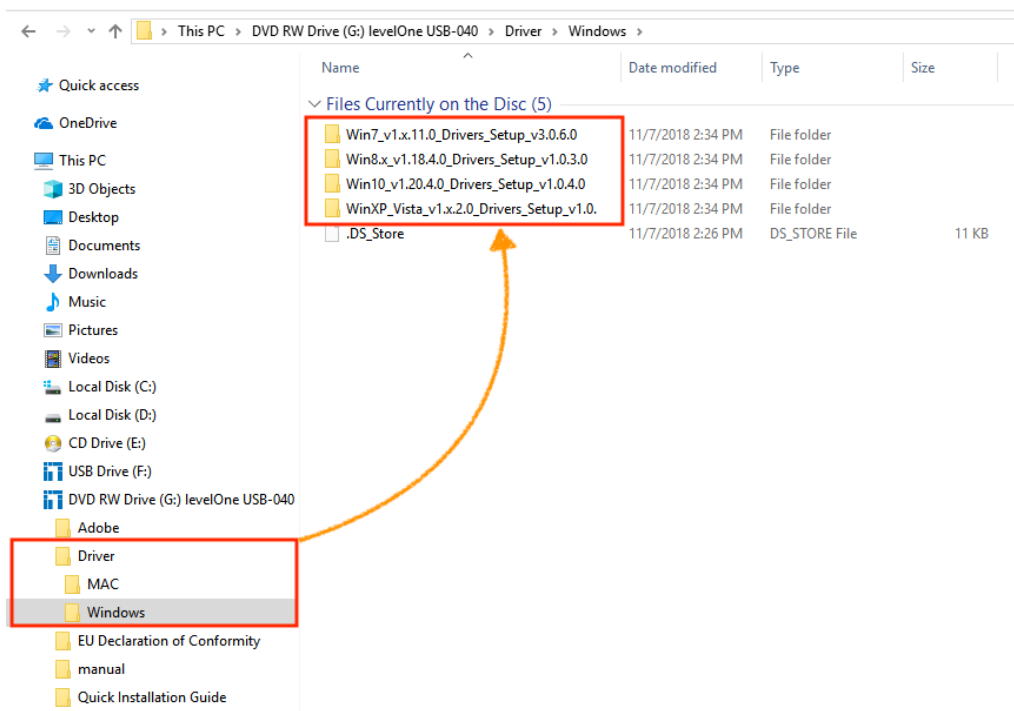 This PC > DVD RW Drive (G:) levelOne USB-040 > Driver > Windows >
Name Date modified Type Size
Quick access
OneDrive
This PC
3D Objects
Desktop
Documents
Downloads
Music
Pictures
Videos
Local Disk (C:)
Local Disk (D:)
CD Drive (E:)
USB Drive (F:)
DVD RW Drive (G:) levelOne USB-040
Adobe
Driver
MAC
Windows
EU Declaration of Conformity
manual
Quick Installation Guide
Files Currently on the Disc (5)
Win7_v1.x.11.0_Drivers_Setup_v3.0.6.0 11/7/2018 2:34 PM File folder
Win8.x_v1.18.4.0_Drivers_Setup_v1.0.3.0 11/7/2018 2:34 PM File folder
Win10_v1.20.4.0_Drivers_Setup_v1.0.4.0 11/7/2018 2:34 PM File folder
WinXP_Vista_v1.x.2.0_Drivers_Setup_v1.0. 11/7/2018 2:34 PM File folder
.DS_Store 11/7/2018 2:26 PM DS_STORE File 11 KB